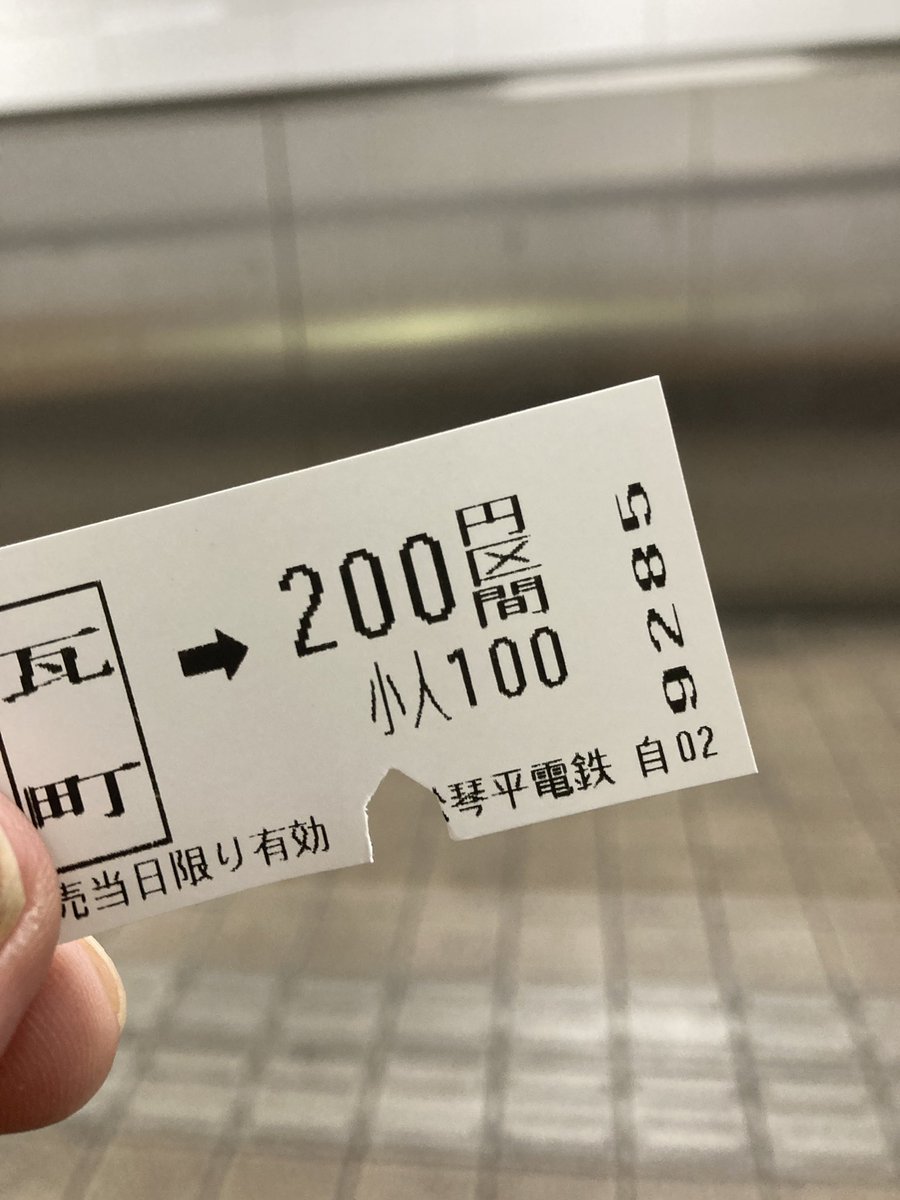 瓦町
➡
200円区間
小人100
9285
売当日限り有効
琴平電鉄 自02